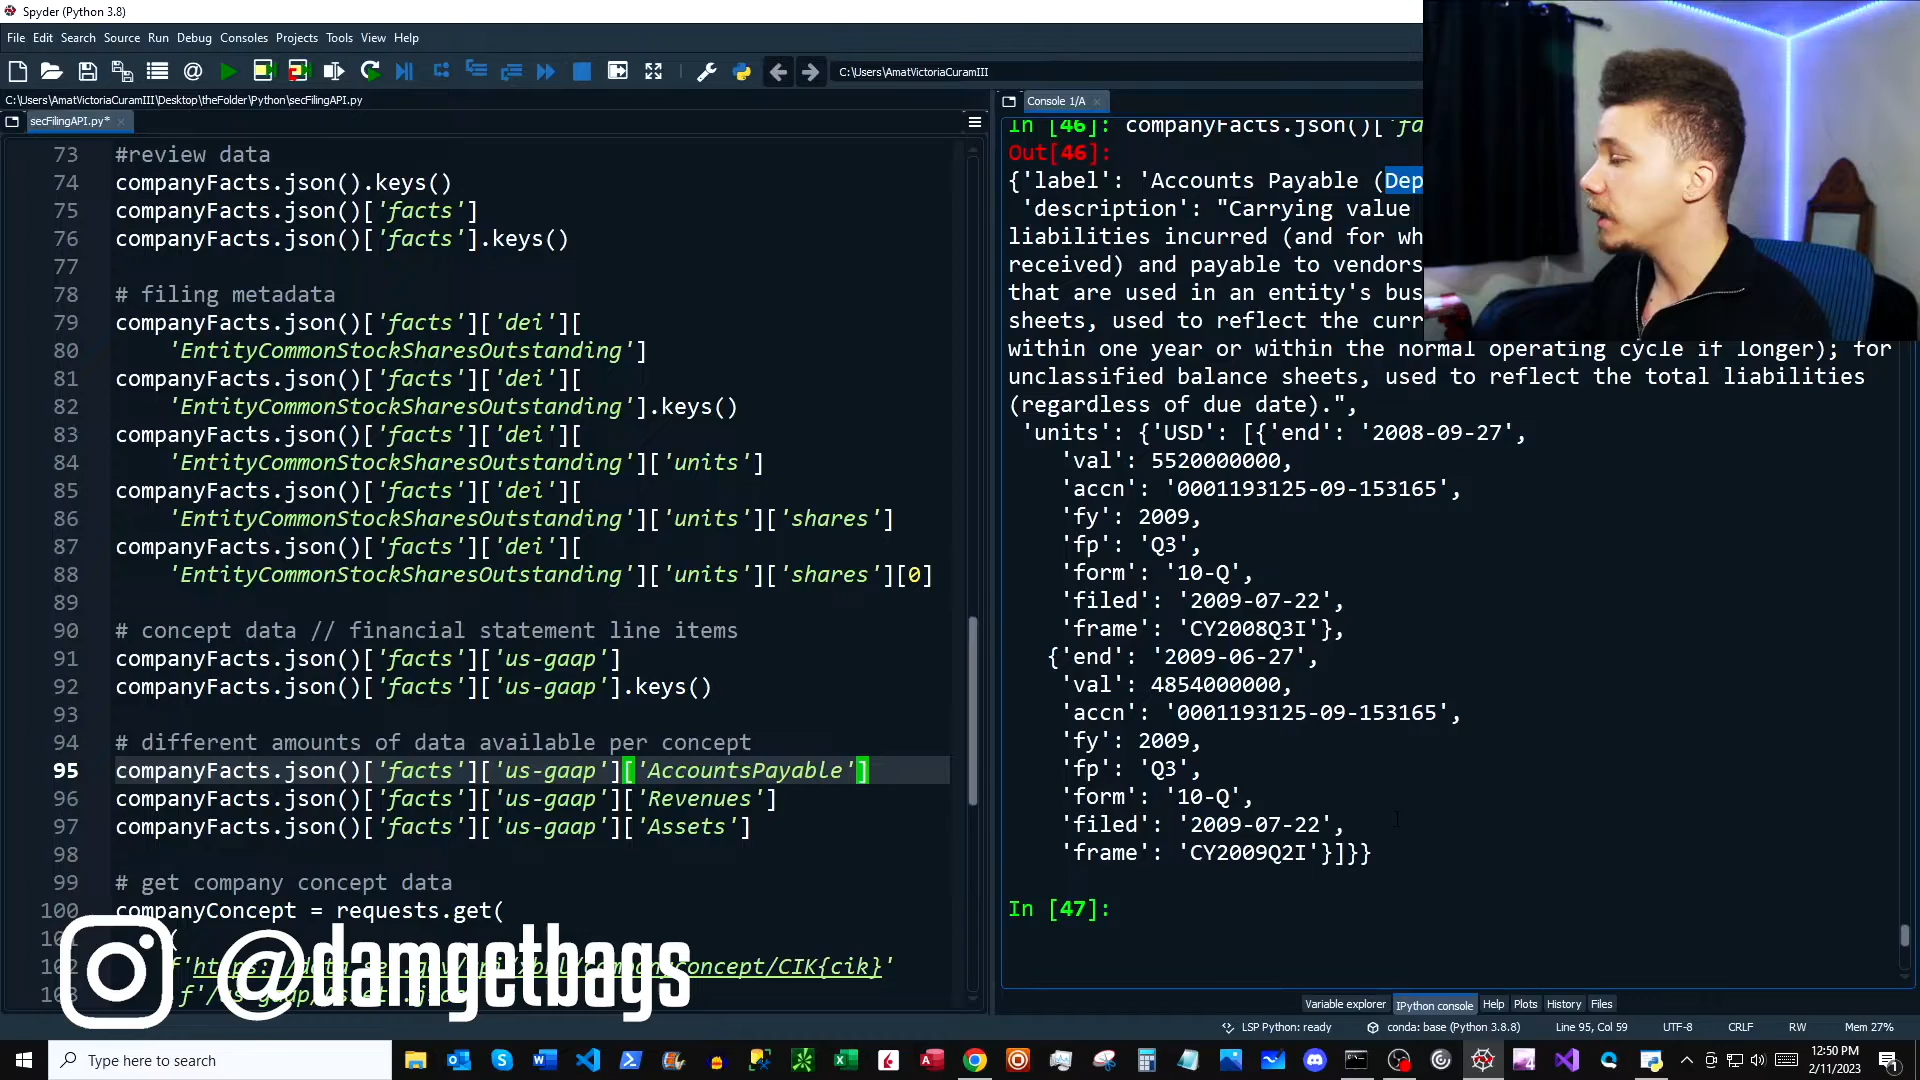 Spyder (Python 3.8)
File Edit Search Source Run Debug Consoles Projects Tools View Help
C:\Users\AmatVictoriaCuramIII
C:\Users\AmatVictoriaCuramIII\Desktop\theFolder\Python\secFilingAPI.py
secFilingAPI.py*
73 #review data
74 companyFacts.json().keys()
75 companyFacts.json()['facts']
76 companyFacts.json()['facts'].keys()
77
78 # filing metadata
79 companyFacts.json()['facts']['dei'][
80 'EntityCommonStockSharesOutstanding']
81 companyFacts.json()['facts']['dei'][
82 'EntityCommonStockSharesOutstanding'].keys()
83 companyFacts.json()['facts']['dei'][
84 'EntityCommonStockSharesOutstanding']['units']
85 companyFacts.json()['facts']['dei'][
86 'EntityCommonStockSharesOutstanding']['units']['shares']
87 companyFacts.json()['facts']['dei'][
88 'EntityCommonStockSharesOutstanding']['units']['shares'][0]
89
90 # concept data // financial statement line items
91 companyFacts.json()['facts']['us-gaap']
92 companyFacts.json()['facts']['us-gaap'].keys()
93
94 # different amounts of data available per concept
95 companyFacts.json()['facts']['us-gaap']['AccountsPayable']
96 companyFacts.json()['facts']['us-gaap']['Revenues']
97 companyFacts.json()['facts']['us-gaap']['Assets']
98
99 # get company concept data
100 companyConcept = requests.get(
102 /companyconcept/CIK{cik}'
@damgetbags
Console 1/A
In [46]: companyFacts.json()['fa
Out[46]:
{'label': 'Accounts Payable (Dep
'description': "Carrying value
liabilities incurred (and for wh
received) and payable to vendors
that are used in an entity's bus
sheets, used to reflect the curr
within one year or within the normal operating cycle if longer); for
unclassified balance sheets, used to reflect the total liabilities
(regardless of due date).",
'units': {'USD': [{'end': '2008-09-27',
'val': 5520000000,
'accn': '0001193125-09-153165',
'fy': 2009,
'fp': 'Q3',
'form': '10-Q',
'filed': '2009-07-22',
'frame': 'CY2008Q3I'},
{'end': '2009-06-27',
'val': 4854000000,
'accn': '0001193125-09-153165',
'fy': 2009,
'fp': 'Q3',
'form': '10-Q',
'filed': '2009-07-22',
'frame': 'CY2009Q2I'}]}}
In [47]:
Variable explorer IPython console Help Plots History Files
LSP Python: ready conda: base (Python 3.8.8) Line 95, Col 59 UTF-8 CRLF RW Mem 27%
Type here to search
12:50 PM
2/11/2023